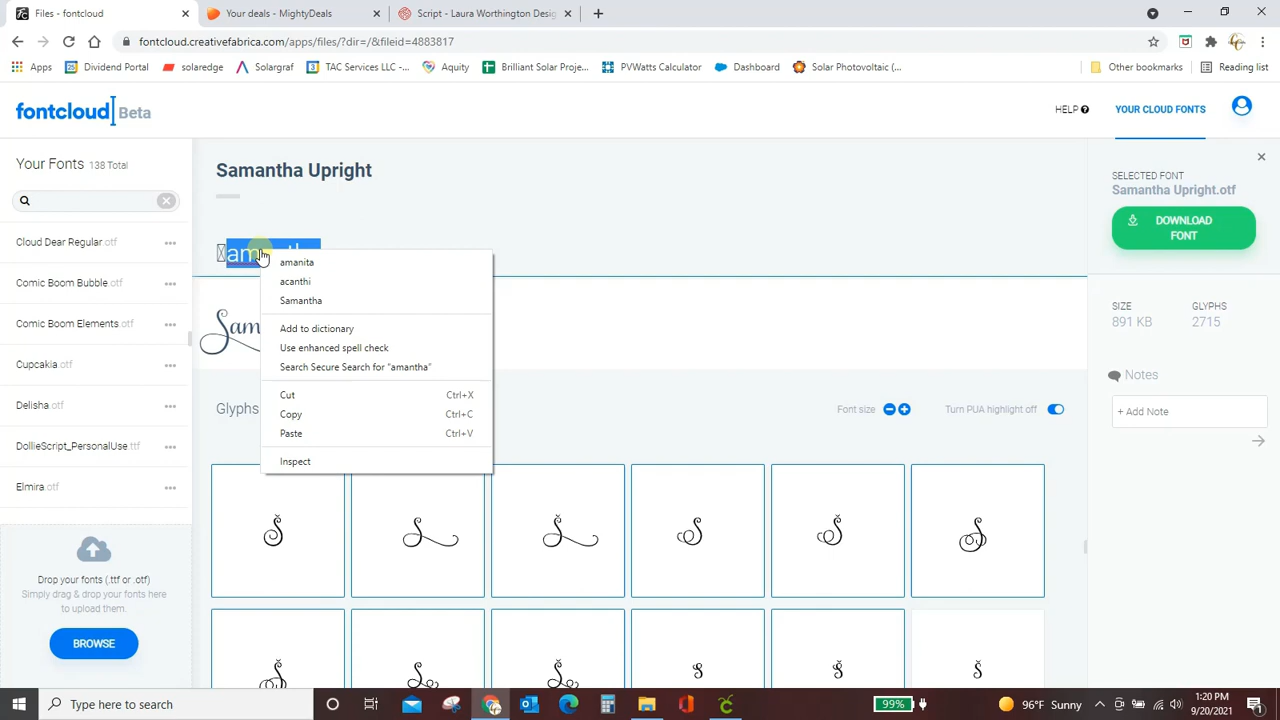 Files - fontcloud
Your deals - MightyDeals
Script - Laura Worthington Desig
fontcloud.creativefabrica.com/apps/files/?dir=/&fileid=4883817
Apps
Dividend Portal
solaredge
Solargraf
TAC Services LLC -...
Aquity
Brilliant Solar Proje...
PVWatts Calculator
Dashboard
Solar Photovoltaic (...
Other bookmarks
Reading list
fontcloud Beta
HELP
YOUR CLOUD FONTS
Your Fonts 138 Total
Cloud Dear Regular.otf
Comic Boom Bubble.otf
Comic Boom Elements.otf
Cupcakia.otf
Delisha.otf
DollieScript_PersonalUse.ttf
Elmira.otf
Drop your fonts (.ttf or .otf)
Simply drag & drop your fonts here
to upload them.
BROWSE
Samantha Upright
Sam
amanita
acanthi
Samantha
Add to dictionary
Use enhanced spell check
Search Secure Search for "amantha"
Cut Ctrl+X
Copy Ctrl+C
Paste Ctrl+V
Inspect
Glyphs
Font size
Turn PUA highlight off
Š
S
Š
S
Š
S
S
S
Š
S
Š
Š
SELECTED FONT
Samantha Upright.otf
DOWNLOAD
FONT
SIZE
891 KB
GLYPHS
2715
Notes
+ Add Note
Type here to search
99%
96°F Sunny
1:20 PM
9/20/2021